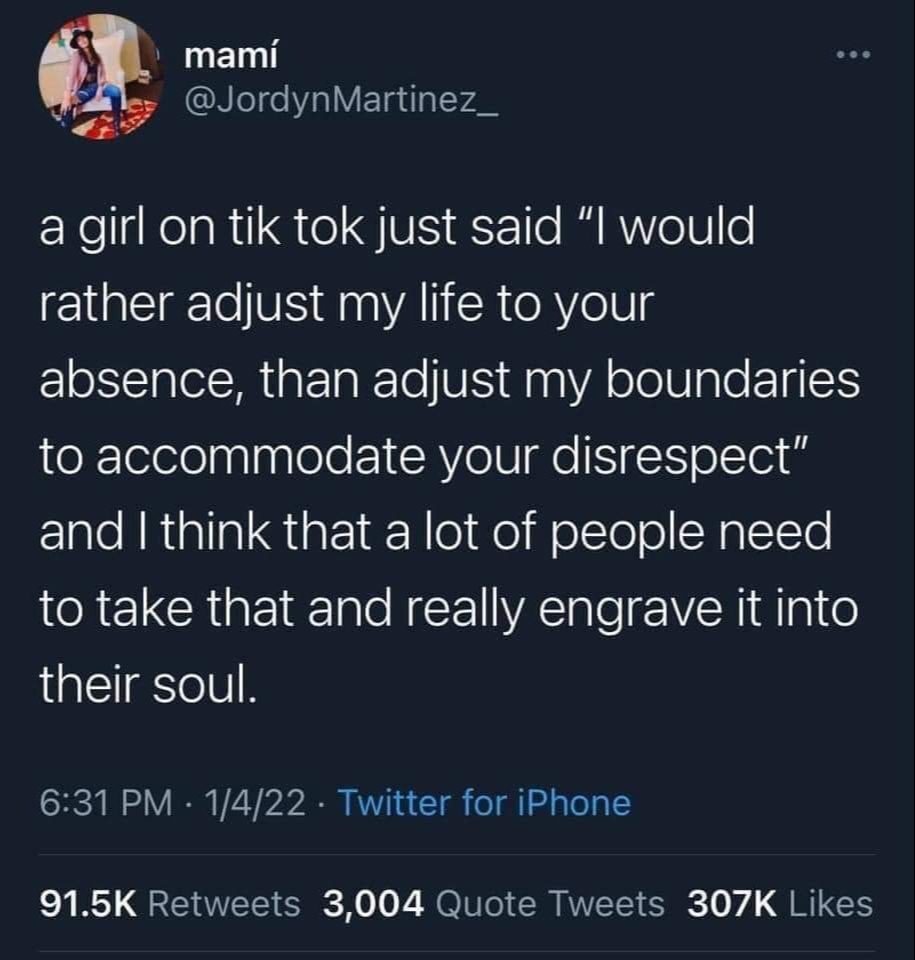 mamí
@JordynMartinez_
a girl on tik tok just said “I would
rather adjust my life to your
absence, than adjust my boundaries
to accommodate your disrespect”
and I think that a lot of people need
to take that and really engrave it into
their soul.
6:31 PM · 1/4/22 · Twitter for iPhone
91.5K Retweets 3,004 Quote Tweets 307K Likes